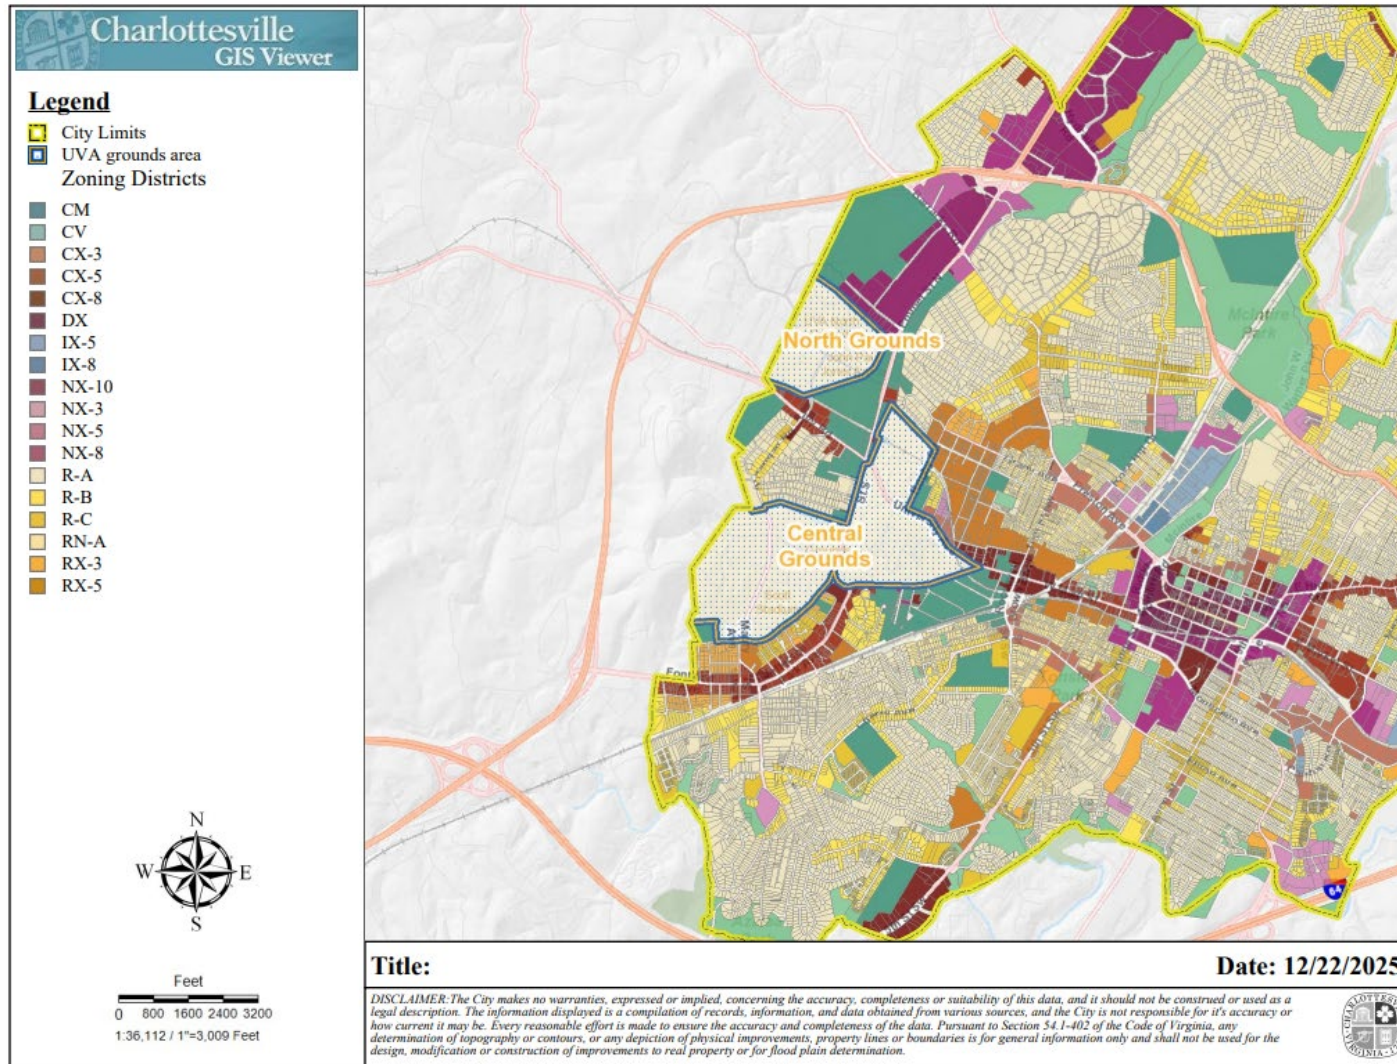 Charlottesville
GIS Viewer
Legend
City Limits
UVA grounds area
Zoning Districts
CM
CV
CX-3
CX-5
CX-8
DX
IX-5
IX-8
NX-10
NX-3
NX-5
NX-8
R-A
R-B
R-C
RN-A
RX-3
RX-5
N
W
E
S
Feet
0 800 1600 2400 3200
1:36,112 / 1"=3,009 Feet
McIntire
Park
North Grounds
Central
Grounds
64
Title:
Date: 12/22/2025
DISCLAIMER:The City makes no warranties, expressed or implied, concerning the accuracy, completeness or suitability of this data, and it should not be construed or used as a
legal description. The information displayed is a compilation of records, information, and data obtained from various sources, and the City is not responsible for it's accuracy or
how current it may be. Every reasonable effort is made to ensure the accuracy and completeness of the data. Pursuant to Section 54.1-402 of the Code of Virginia, any
determination of topography or contours, or any depiction of physical improvements, property lines or boundaries is for general information only and shall not be used for the
design, modification or construction of improvements to real property or for flood plain determination.